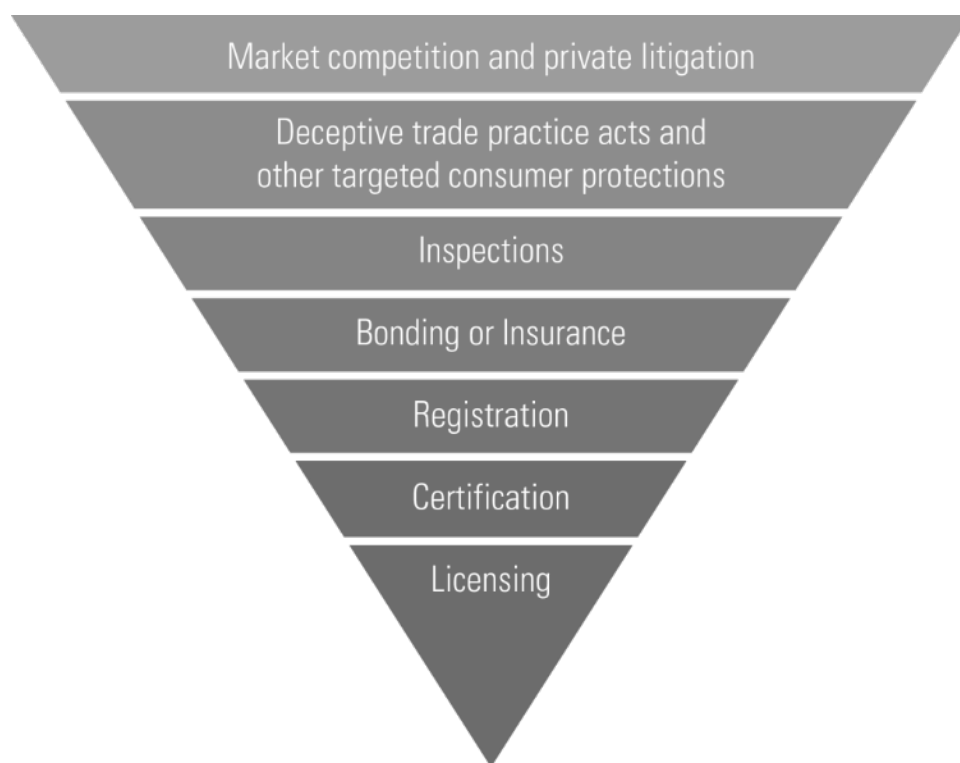 Market competition and private litigation
Deceptive trade practice acts and
other targeted consumer protections
Inspections
Bonding or Insurance
Registration
Certification
Licensing